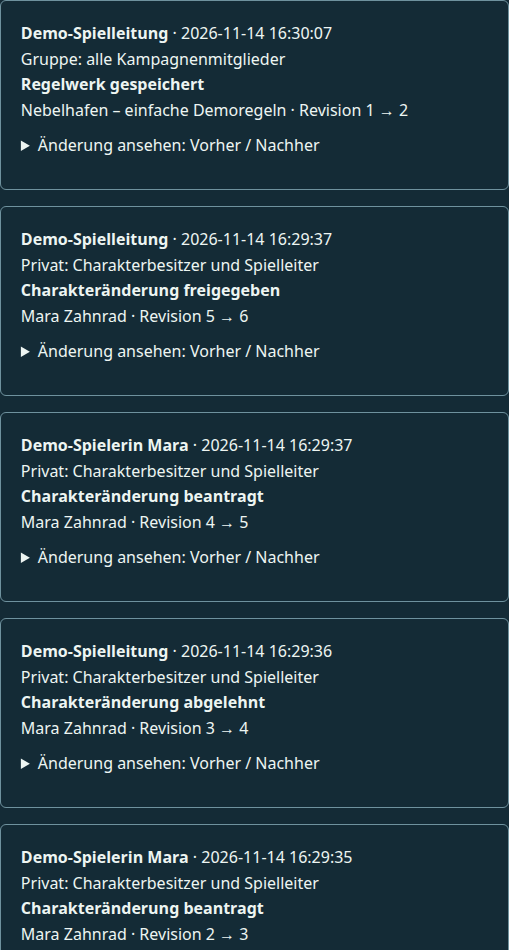 Demo-Spielleitung · 2026-11-14 16:30:07
Gruppe: alle Kampagnenmitglieder
Regelwerk gespeichert
Nebelhafen – einfache Demoregeln · Revision 1 → 2
▶ Änderung ansehen: Vorher / Nachher
Demo-Spielleitung · 2026-11-14 16:29:37
Privat: Charakterbesitzer und Spielleiter
Charakteränderung freigegeben
Mara Zahnrad · Revision 5 → 6
▶ Änderung ansehen: Vorher / Nachher
Demo-Spielerin Mara · 2026-11-14 16:29:37
Privat: Charakterbesitzer und Spielleiter
Charakteränderung beantragt
Mara Zahnrad · Revision 4 → 5
▶ Änderung ansehen: Vorher / Nachher
Demo-Spielleitung · 2026-11-14 16:29:36
Privat: Charakterbesitzer und Spielleiter
Charakteränderung abgelehnt
Mara Zahnrad · Revision 3 → 4
▶ Änderung ansehen: Vorher / Nachher
Demo-Spielerin Mara · 2026-11-14 16:29:35
Privat: Charakterbesitzer und Spielleiter
Charakteränderung beantragt
Mara Zahnrad · Revision 2 → 3